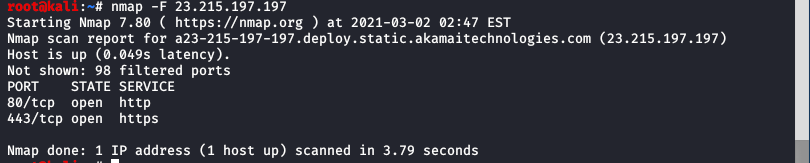 root@kali:~# nmap -F 23.215.197.197
Starting Nmap 7.80 ( https://nmap.org ) at 2021-03-02 02:47 EST
Nmap scan report for a23-215-197-197.deploy.static.akamaitechnologies.com (23.215.197.197)
Host is up (0.049s latency).
Not shown: 98 filtered ports
PORT    STATE SERVICE
80/tcp  open  http
443/tcp open  https

Nmap done: 1 IP address (1 host up) scanned in 3.79 seconds